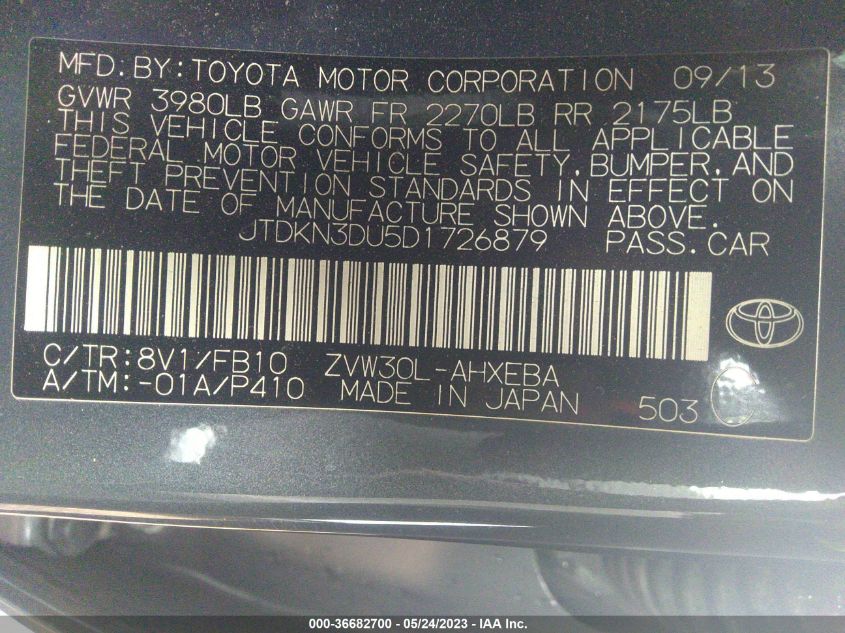 MFD.BY:TOYOTA MOTOR CORPORATION 09/13
GVWR 3980LB GAWR FR 2270LB RR 2175LB
THIS VEHICLE CONFORMS TO ALL APPLICABLE
FEDERAL MOTOR VEHICLE SAFETY,BUMPER,AND
THEFT PREVENTION STANDARDS IN EFFECT ON
THE DATE OF MANUFACTURE SHOWN ABOVE.
JTDKN3DU5D1726879 PASS.CAR
C/TR:8V1/FB10 ZVW30L-AHXEBA
A/TM:-01A/P410 MADE IN JAPAN 503
000-36682700 - 05/24/2023 - IAA Inc.